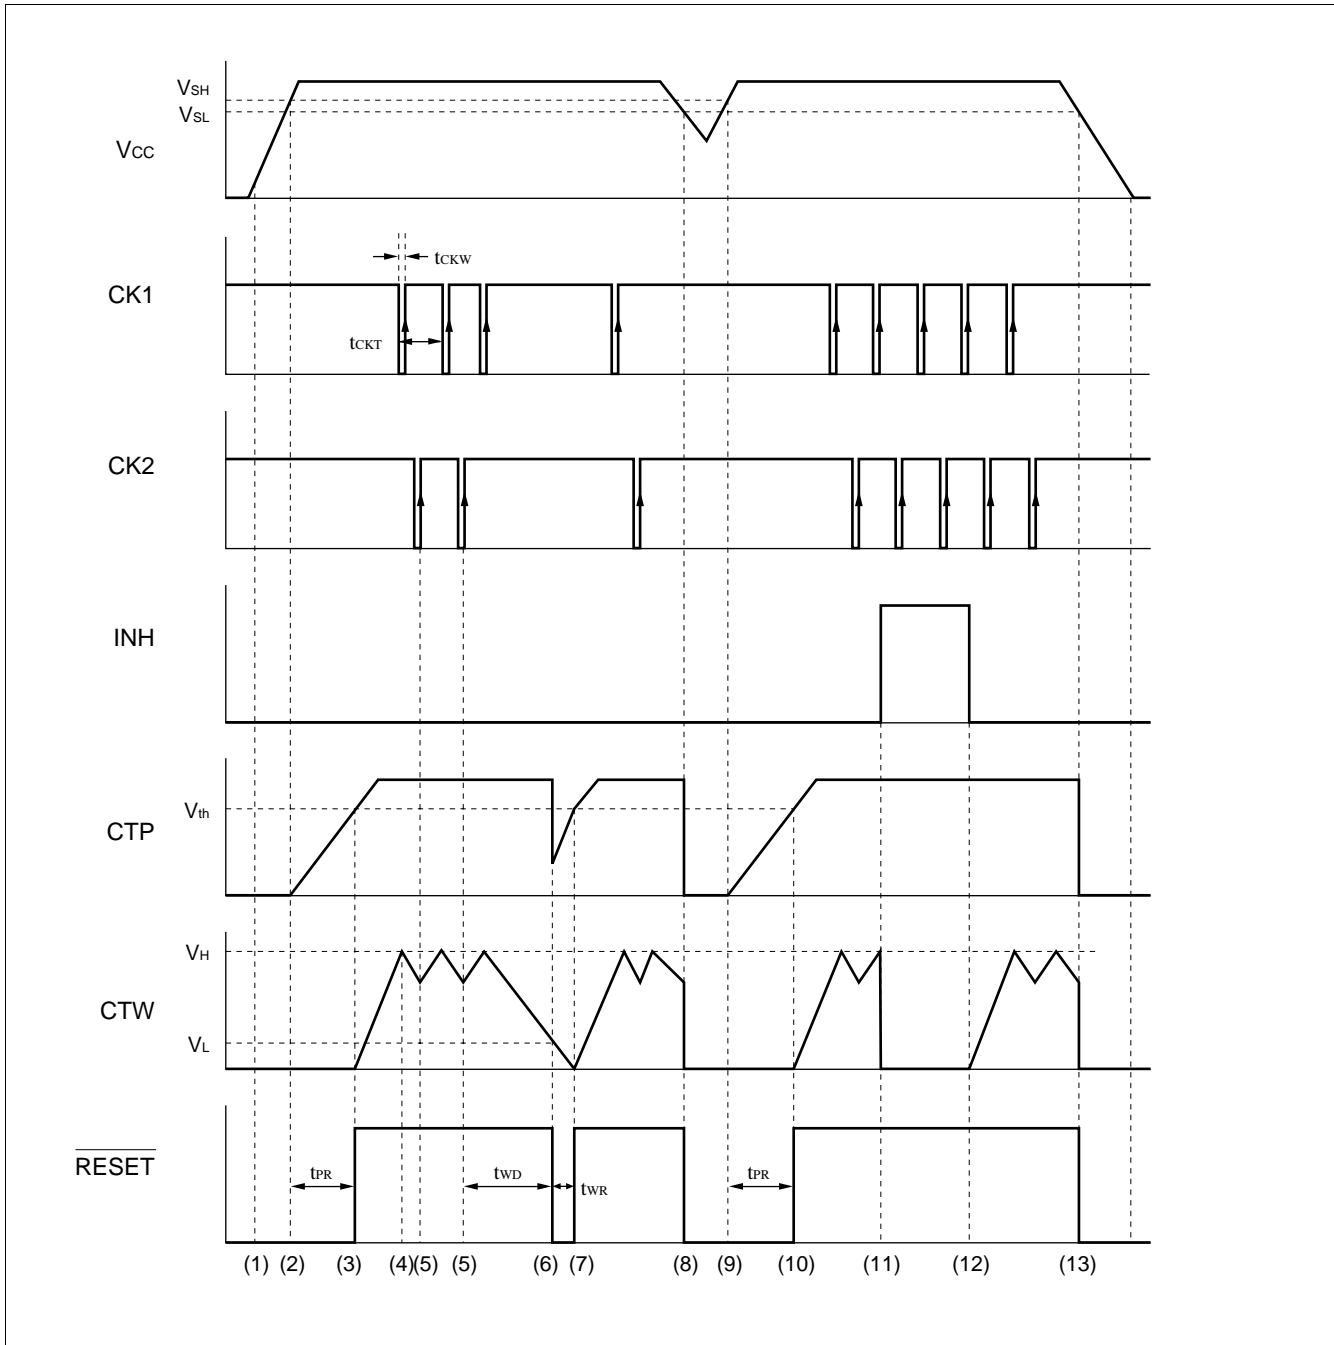 VSH
VSL
VCC
tCKW
CK1
tCKT
CK2
INH
Vth
CTP
VH
CTW
VL
RESET
tPR
tWD
tWR
tPR
(1) (2) (3) (4) (5) (5) (6) (7) (8) (9) (10) (11) (12) (13)